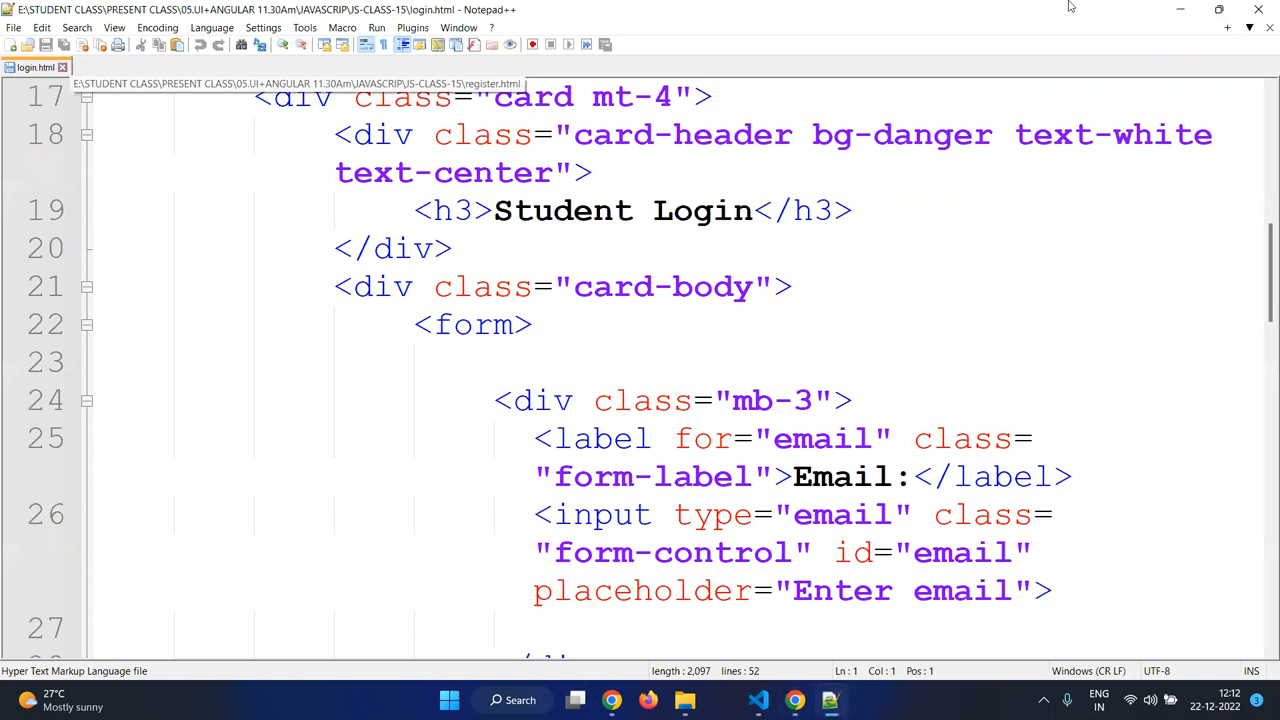 E:\STUDENT CLASS\PRESENT CLASS\05.UI+ANGULAR 11.30Am\JAVASCRIP\JS-CLASS-15\login.html - Notepad++
File Edit Search View Encoding Language Settings Tools Macro Run Plugins Window ?
login.html
E:\STUDENT CLASS\PRESENT CLASS\05.UI+ANGULAR 11.30Am\JAVASCRIP\JS-CLASS-15\register.html
17 <div class="card mt-4">
18 <div class="card-header bg-danger text-white
text-center">
19 <h3>Student Login</h3>
20 </div>
21 <div class="card-body">
22 <form>
23
24 <div class="mb-3">
25 <label for="email" class=
"form-label">Email:</label>
26 <input type="email" class=
"form-control" id="email"
placeholder="Enter email">
27
Hyper Text Markup Language file length : 2,097 lines : 52 Ln : 1 Col : 1 Pos : 1 Windows (CR LF) UTF-8 INS
27°C
Mostly sunny
Search
ENG
IN
12:12
22-12-2022
3